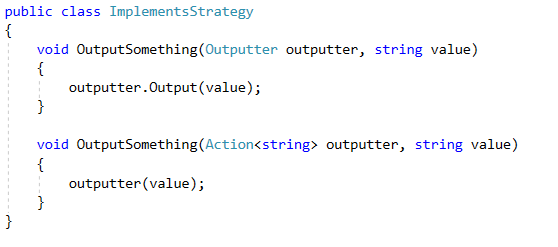 public class ImplementsStrategy
{
    void OutputSomething(Outputter outputter, string value)
    {
        outputter.Output(value);
    }

    void OutputSomething(Action<string> outputter, string value)
    {
        outputter(value);
    }
}